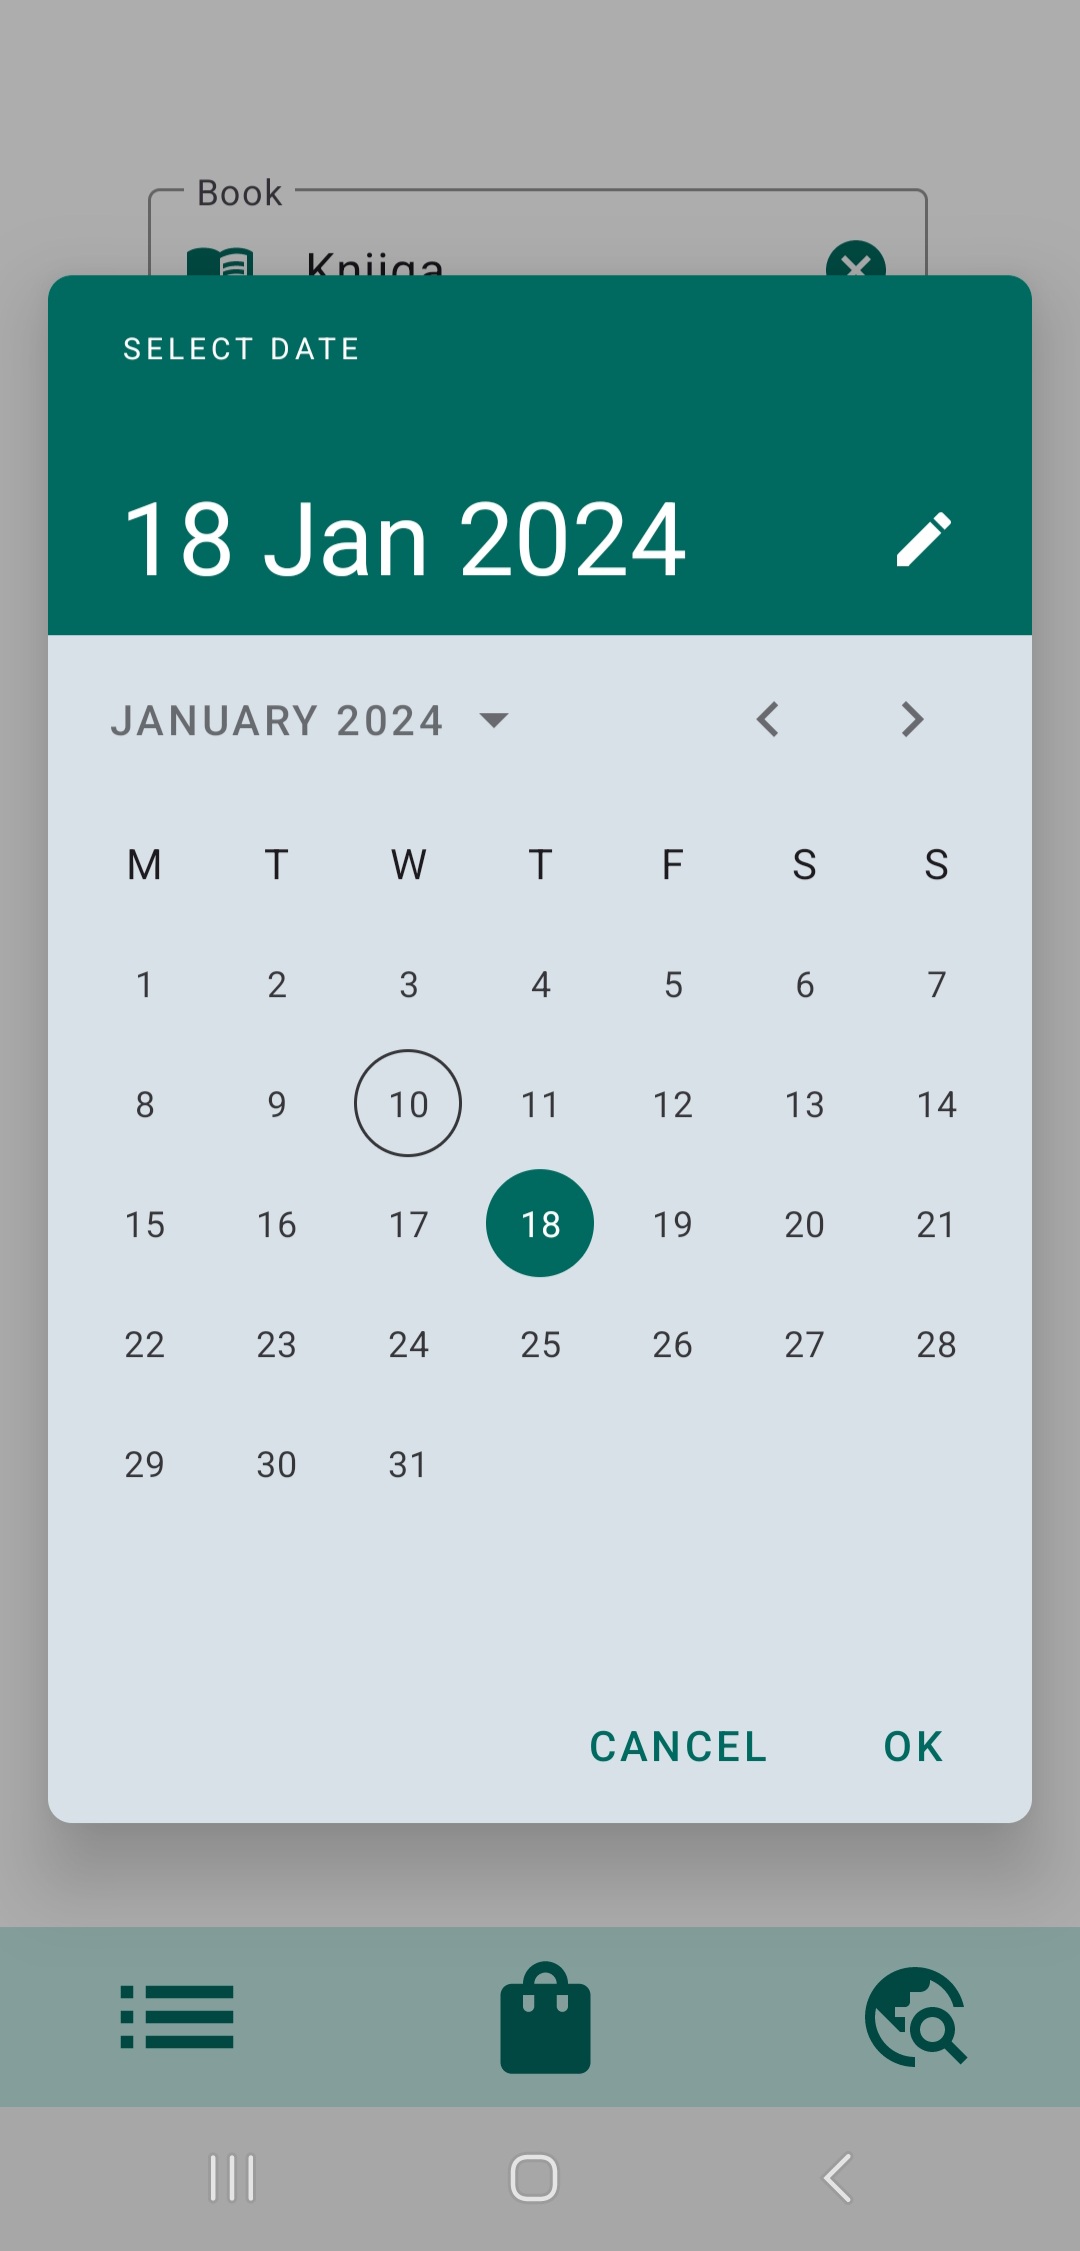 Book
Knjiga
SELECT DATE
18 Jan 2024
JANUARY 2024
M T W T F S S
1 2 3 4 5 6 7
8 9 10 11 12 13 14
15 16 17 18 19 20 21
22 23 24 25 26 27 28
29 30 31
CANCEL OK